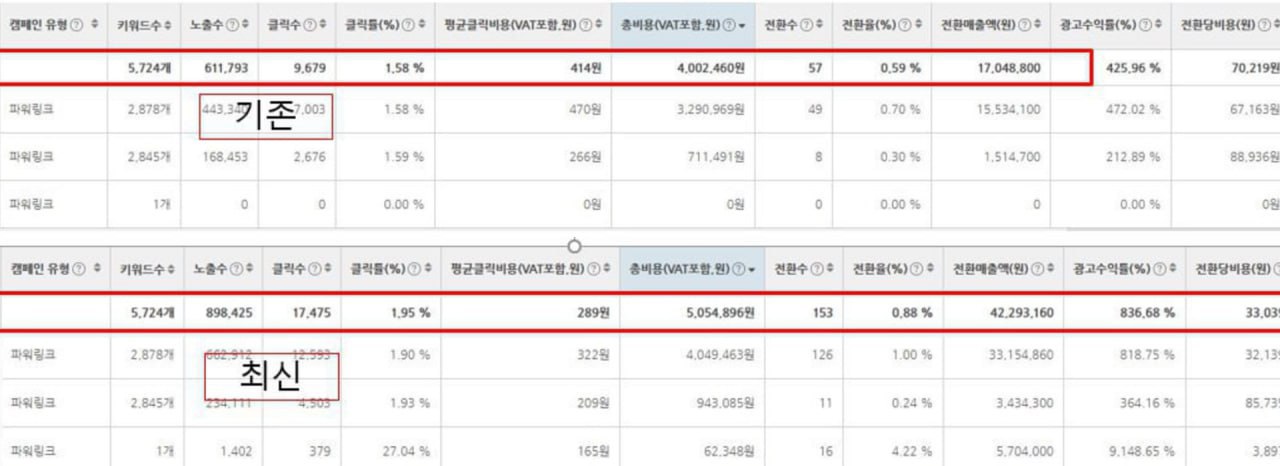 캠페인 유형 키워드수 노출수 클릭수 클릭률(%) 평균클릭비용(VAT포함,원) 총비용(VAT포함,원) 전환수 전환율(%) 전환매출액(원) 광고수익률(%) 전환당비용(원)
5,724개 611,793 9,679 1.58 % 414원 4,002,460원 57 0.59 % 17,048,800 425.96 % 70,219원
파워링크 2,878개 443,340 7,003 1.58 % 470원 3,290,969원 49 0.70 % 15,534,100 472.02 % 67,163원
기존
파워링크 2,845개 168,453 2,676 1.59 % 266원 711,491원 8 0.30 % 1,514,700 212.89 % 88,936원
파워링크 1개 0 0 0.00 % 0원 0원 0 0.00 % 0 0.00 % 0원
캠페인 유형 키워드수 노출수 클릭수 클릭률(%) 평균클릭비용(VAT포함,원) 총비용(VAT포함,원) 전환수 전환율(%) 전환매출액(원) 광고수익률(%) 전환당비용(원)
5,724개 898,425 17,475 1.95 % 289원 5,054,896원 153 0.88 % 42,293,160 836.68 % 33,039
파워링크 2,878개 662,912 12,593 1.90 % 322원 4,049,463원 126 1.00 % 33,154,860 818.75 % 32,139
최신
파워링크 2,845개 234,111 4,503 1.93 % 209원 943,085원 11 0.24 % 3,434,300 364.16 % 85,735
파워링크 1개 1,402 379 27.04 % 165원 62,348원 16 4.22 % 5,704,000 9,148.65 % 3,897